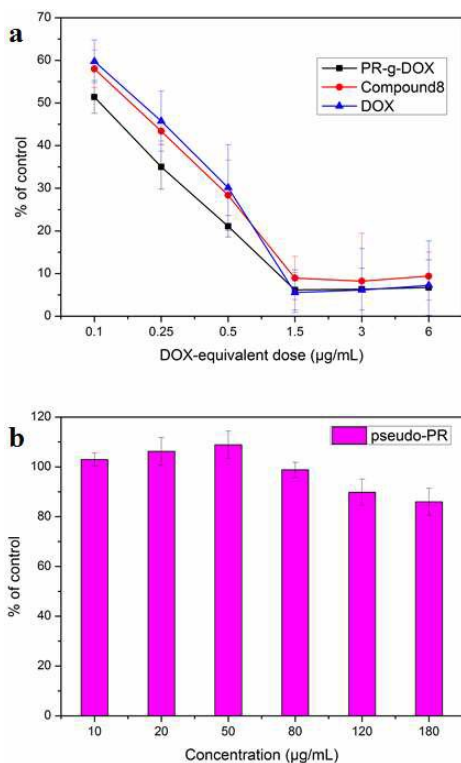 a
70
60
50
40
30
20
10
0
% of control
PR-g-DOX
Compound8
DOX
0.1 0.25 0.5 1.5 3 6
DOX-equivalent dose (µg/mL)
b
120
100
80
60
40
20
0
% of control
pseudo-PR
10 20 50 80 120 180
Concentration (µg/mL)